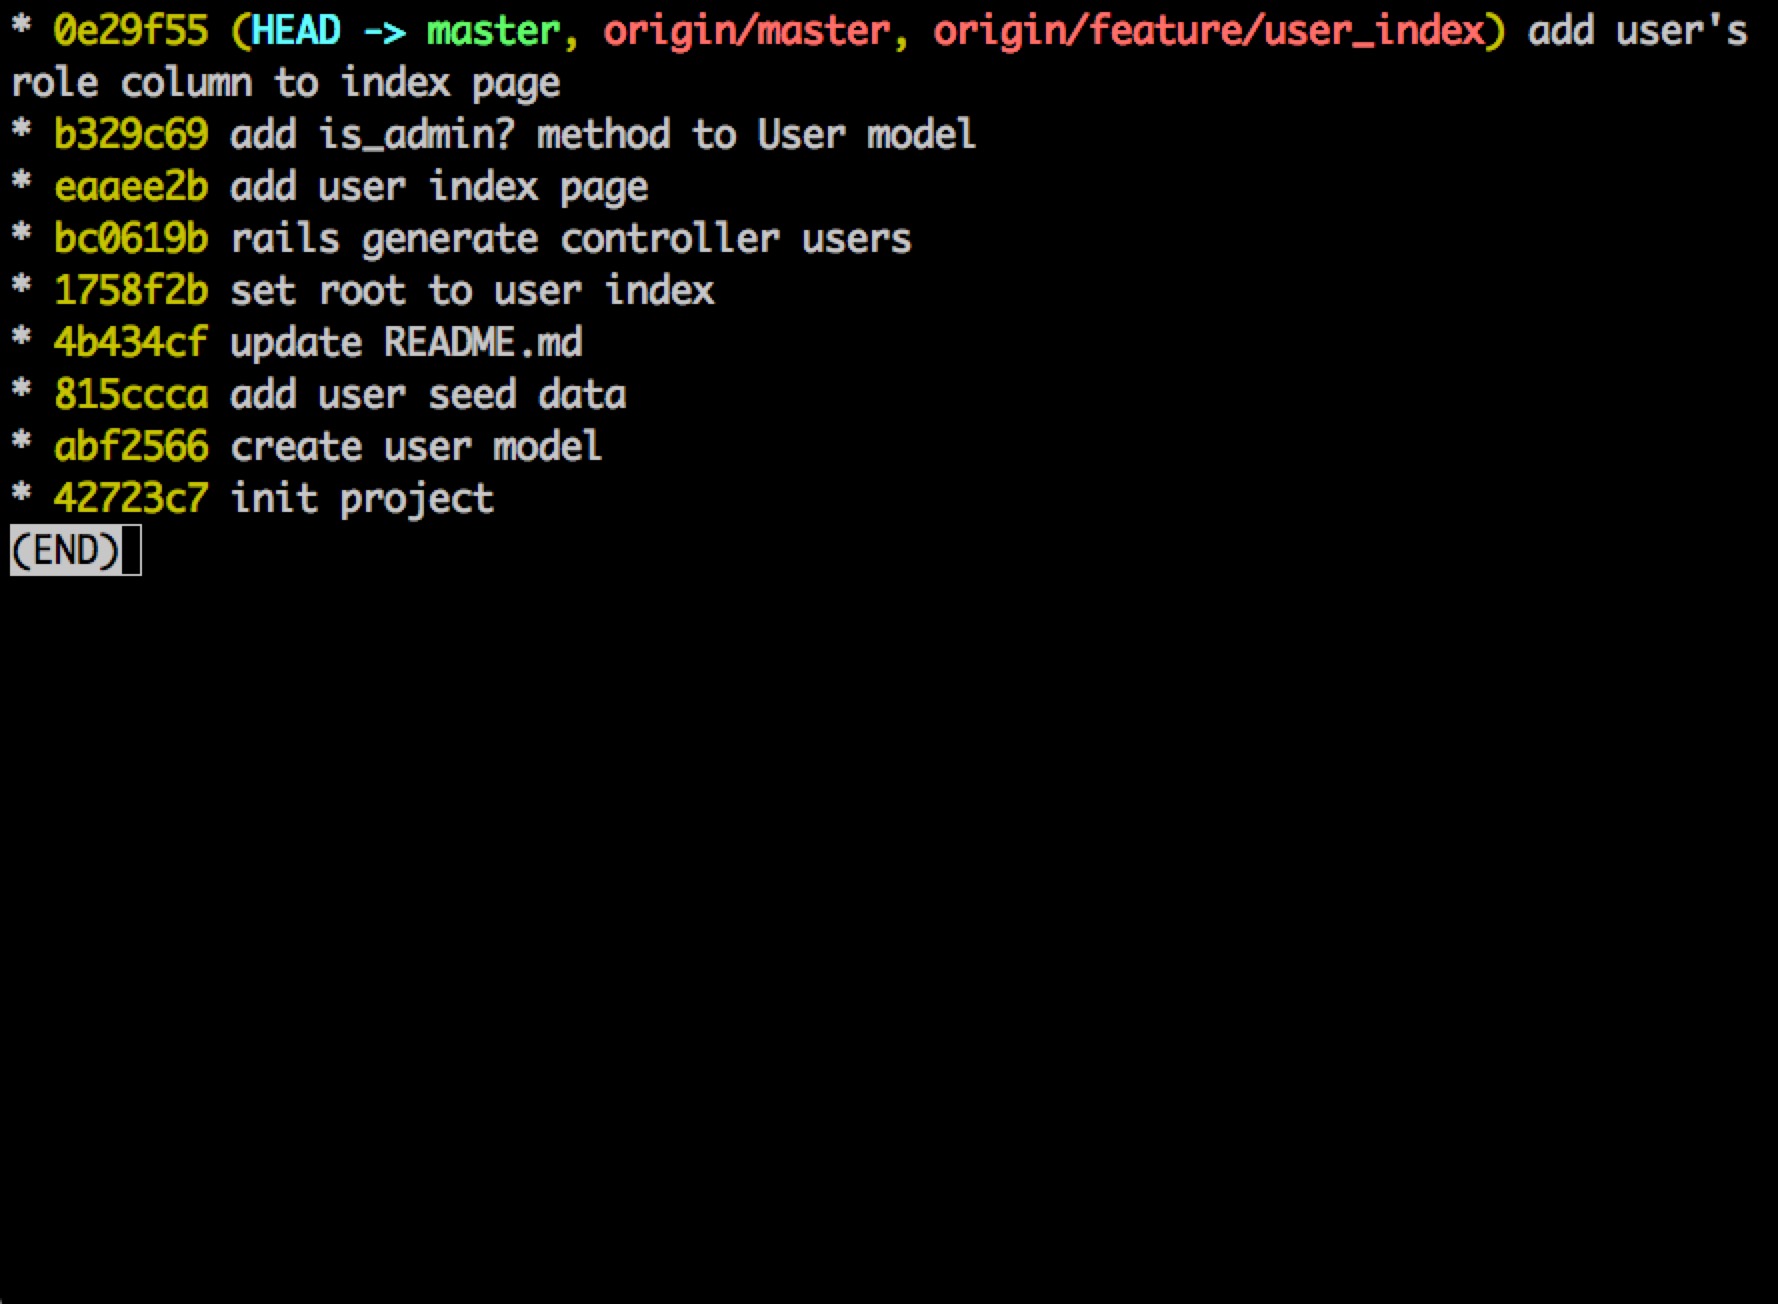 * 0e29f55 (HEAD -> master, origin/master, origin/feature/user_index) add user's
role column to index page
* b329c69 add is_admin? method to User model
* eaaee2b add user index page
* bc0619b rails generate controller users
* 1758f2b set root to user index
* 4b434cf update README.md
* 815ccca add user seed data
* abf2566 create user model
* 42723c7 init project
(END)